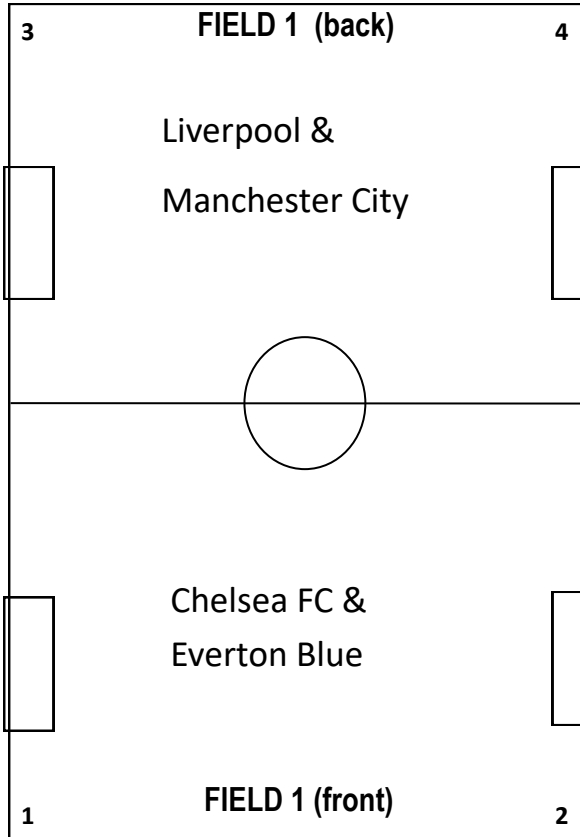 3 FIELD 1 (back) 4
Liverpool &
Manchester City
Chelsea FC &
Everton Blue
1 FIELD 1 (front) 2